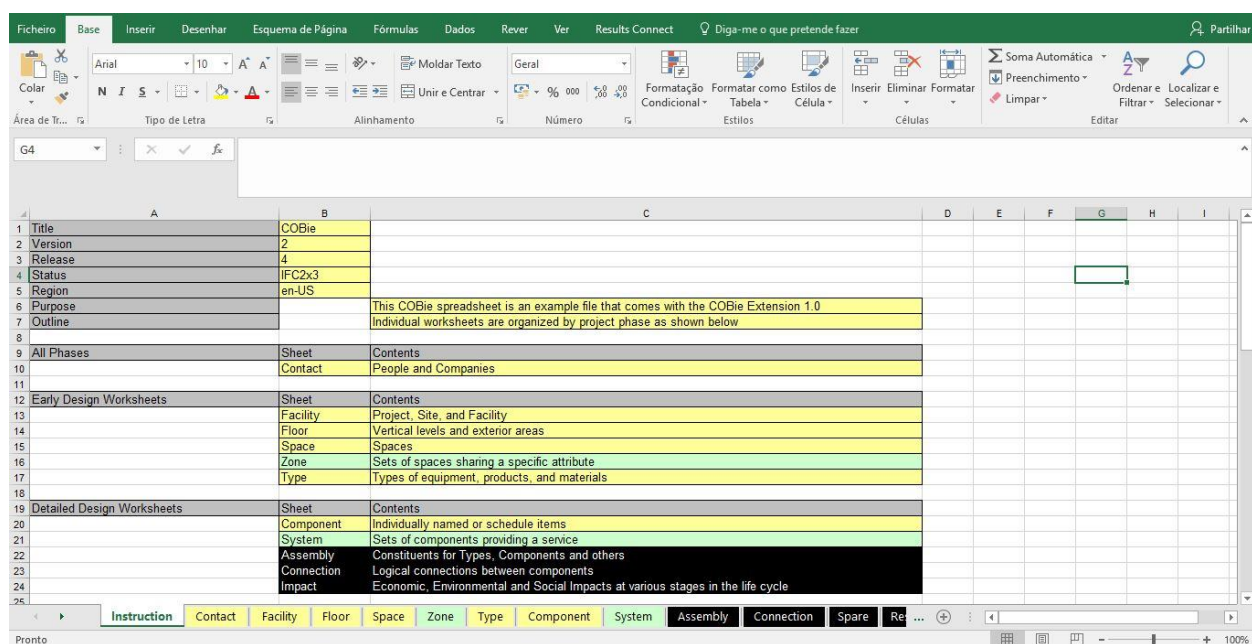 Ficheiro Base Inserir Desenhar Esquema de Página Fórmulas Dados Rever Ver Results Connect Diga-me o que pretende fazer Partilhar
Colar
Arial 10 A A
N I S A
Moldar Texto
Unir e Centrar
Geral
% 000
Formatação Condicional
Formatar como Tabela
Estilos de Célula
Inserir Eliminar Formatar
Soma Automática
Preenchimento
Limpar
Ordenar e Filtrar
Localizar e Selecionar
Área de Tr... Tipo de Letra Alinhamento Número Estilos Células Editar
G4 fx
A B C D E F G H I
1 Title COBie
2 Version 2
3 Release 4
4 Status IFC2x3
5 Region en-US
6 Purpose This COBie spreadsheet is an example file that comes with the COBie Extension 1.0
7 Outline Individual worksheets are organized by project phase as shown below
8
9 All Phases Sheet Contents
10 Contact People and Companies
11
12 Early Design Worksheets Sheet Contents
13 Facility Project, Site, and Facility
14 Floor Vertical levels and exterior areas
15 Space Spaces
16 Zone Sets of spaces sharing a specific attribute
17 Type Types of equipment, products, and materials
18
19 Detailed Design Worksheets Sheet Contents
20 Component Individually named or schedule items
21 System Sets of components providing a service
22 Assembly Constituents for Types, Components and others
23 Connection Logical connections between components
24 Impact Economic, Environmental and Social Impacts at various stages in the life cycle
25
Instruction Contact Facility Floor Space Zone Type Component System Assembly Connection Spare Re ...
Pronto 100%